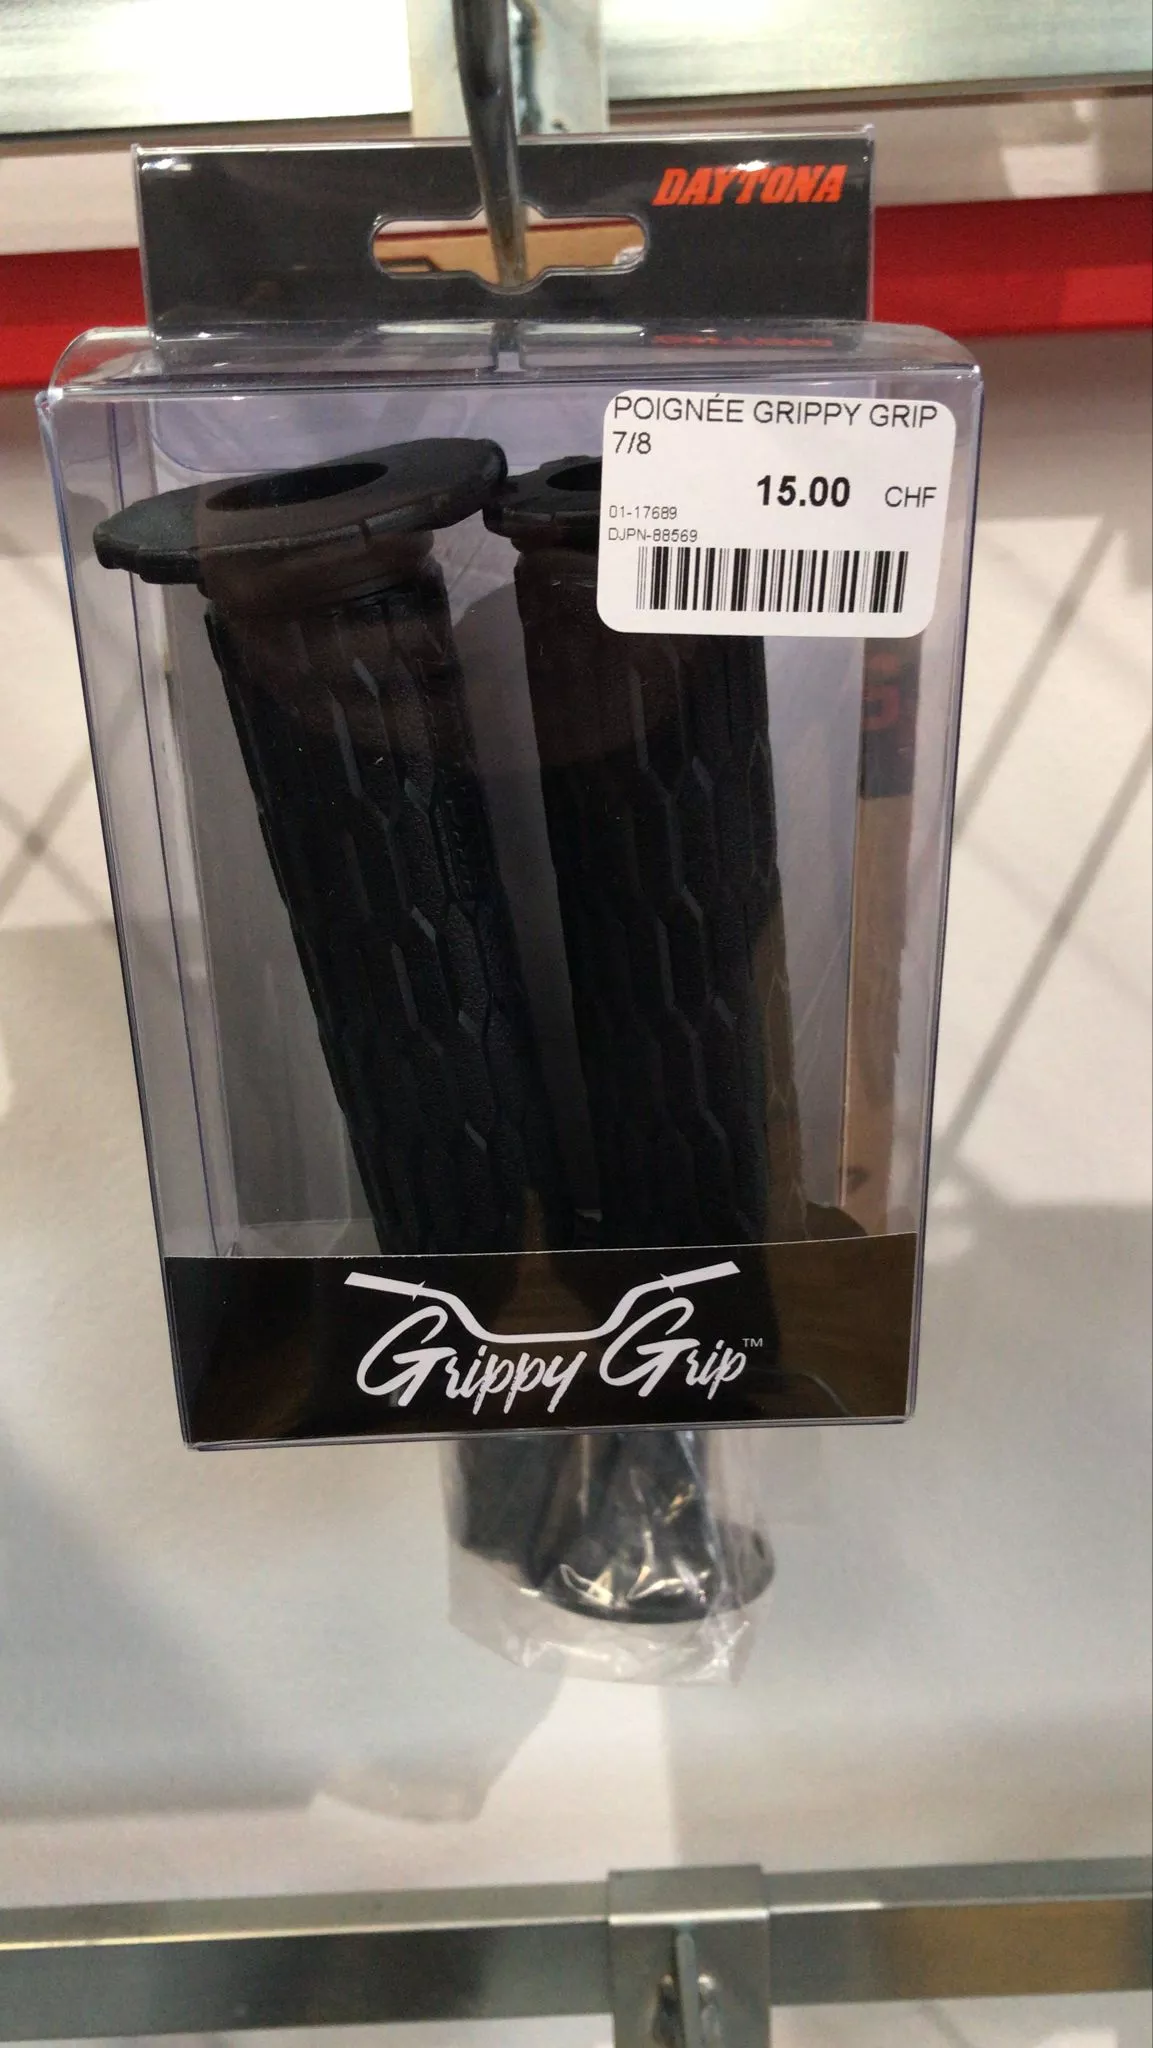 DAYTONA
POIGNÉE GRIPPY GRIP
7/8
15.00 CHF
01-17689
DJPN-88569
Grippy Grip™